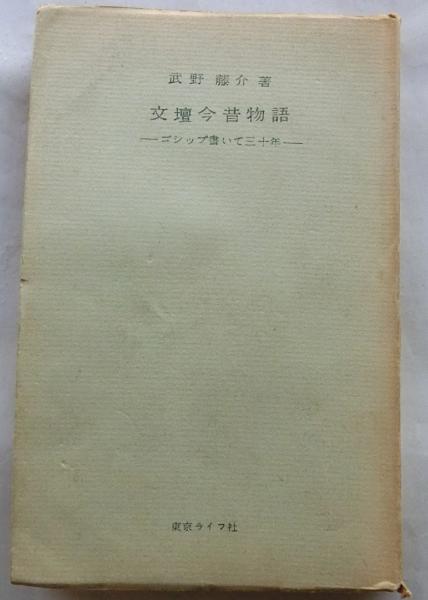 武野藤介著
文壇今昔物語
―ゴシップ書いて三十年―
東京ライフ社